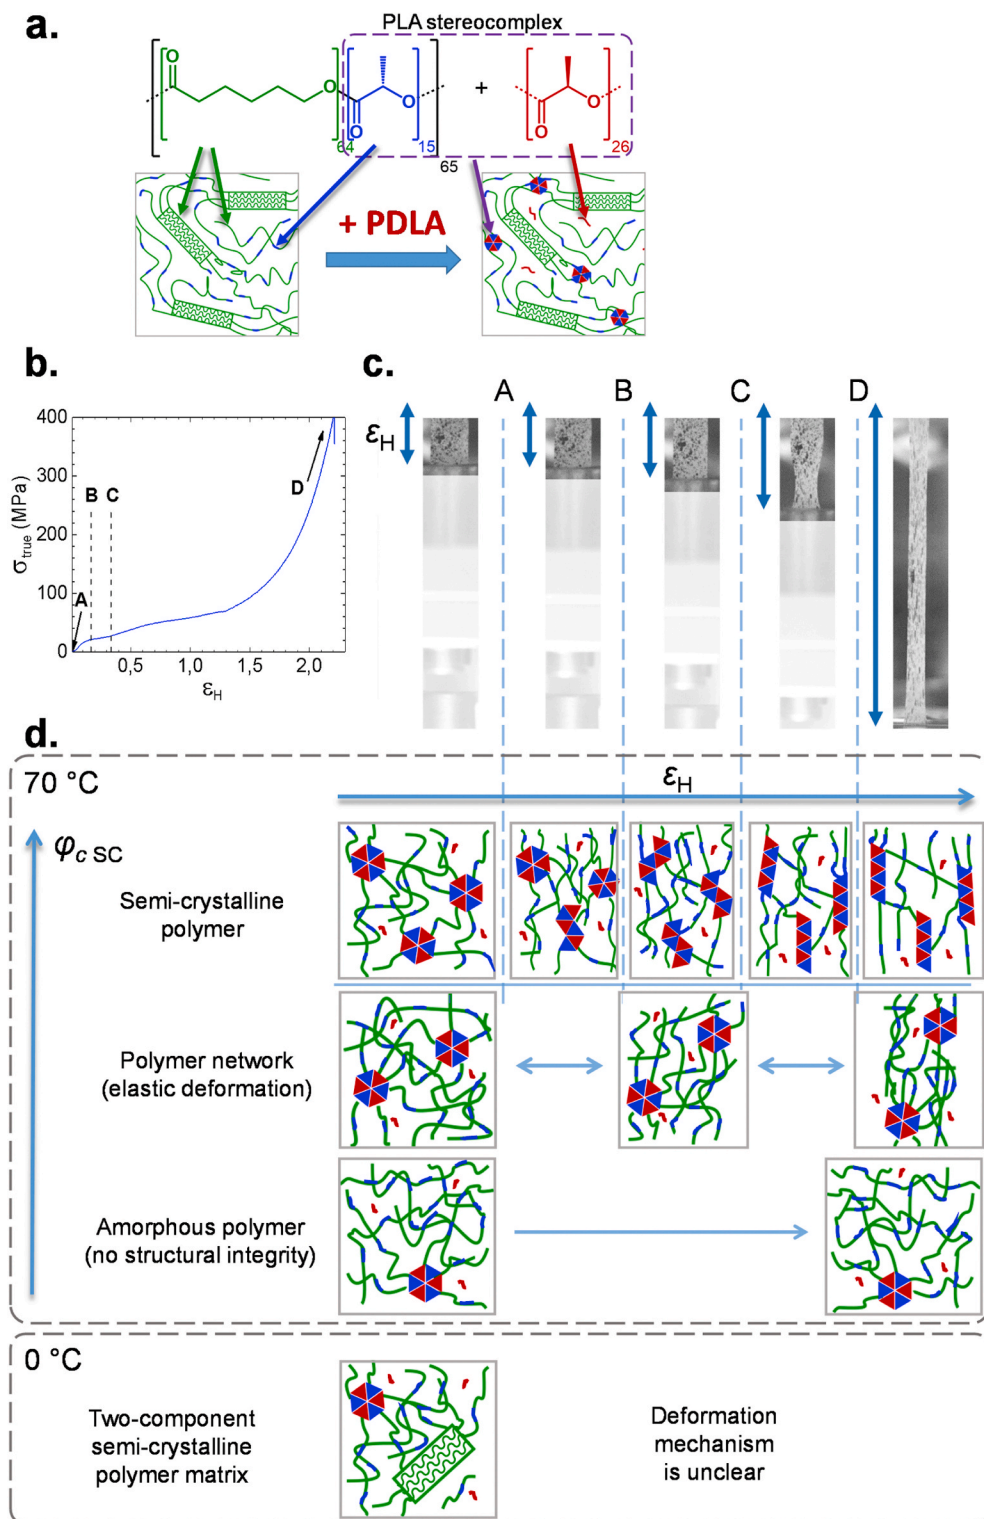 a.
PLA stereocomplex
O
O
O
O
O
O
+
64
15
65
26
+ PDLA
b.
c.
A
B
C
D
εH
400
300
200
100
0
σtrue (MPa)
B
C
D
A
0,5
1,0
1,5
2,0
εH
d.
70 °C
εH
φc SC
Semi-crystalline
polymer
Polymer network
(elastic deformation)
Amorphous polymer
(no structural integrity)
0 °C
Two-component
semi-crystalline
polymer matrix
Deformation
mechanism
is unclear